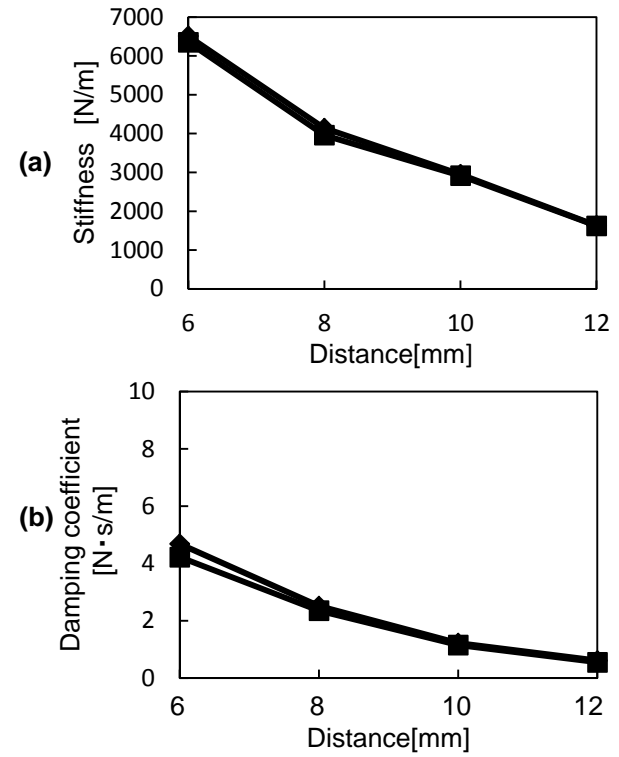 7000
6000
5000
4000
3000
2000
1000
0
(a)
Stiffness [N/m]
6 8 10 12
Distance[mm]
10
8
6
4
2
0
(b)
Damping coefficient
[N・s/m]
6 8 10 12
Distance[mm]